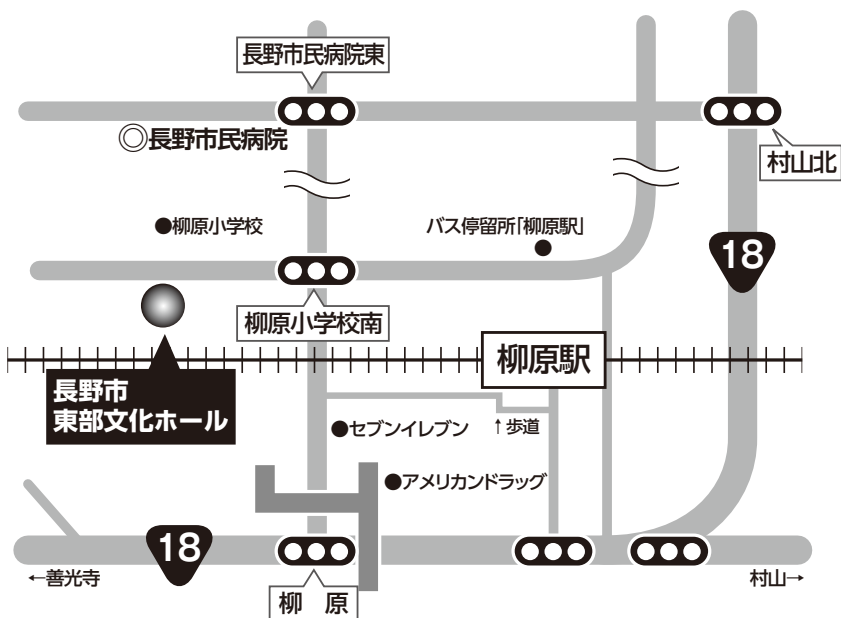 長野市民病院東
◎長野市民病院
村山北
●柳原小学校
バス停留所「柳原駅」
18
柳原小学校南
柳原駅
長野市
東部文化ホール
●セブンイレブン
↑歩道
●アメリカンドラッグ
18
←善光寺
村山→
柳　原